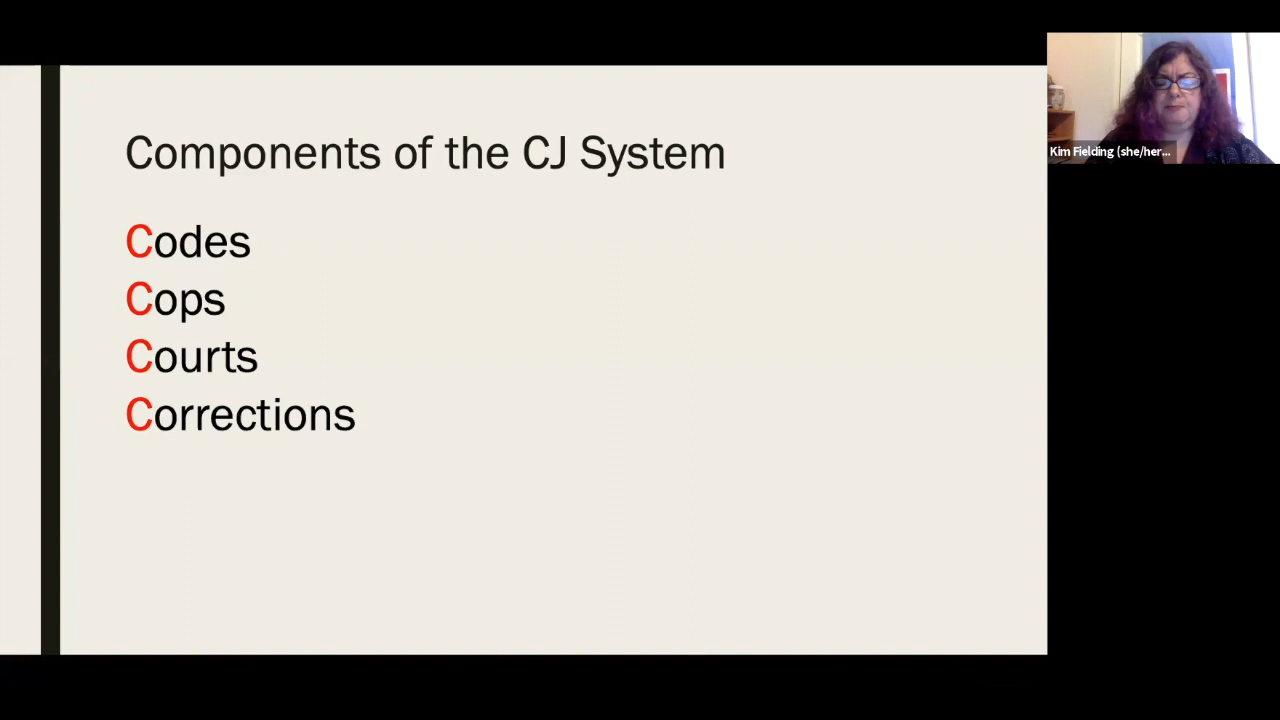 Components of the CJ System
Codes
Cops
Courts
Corrections
Kim Fielding (she/her...